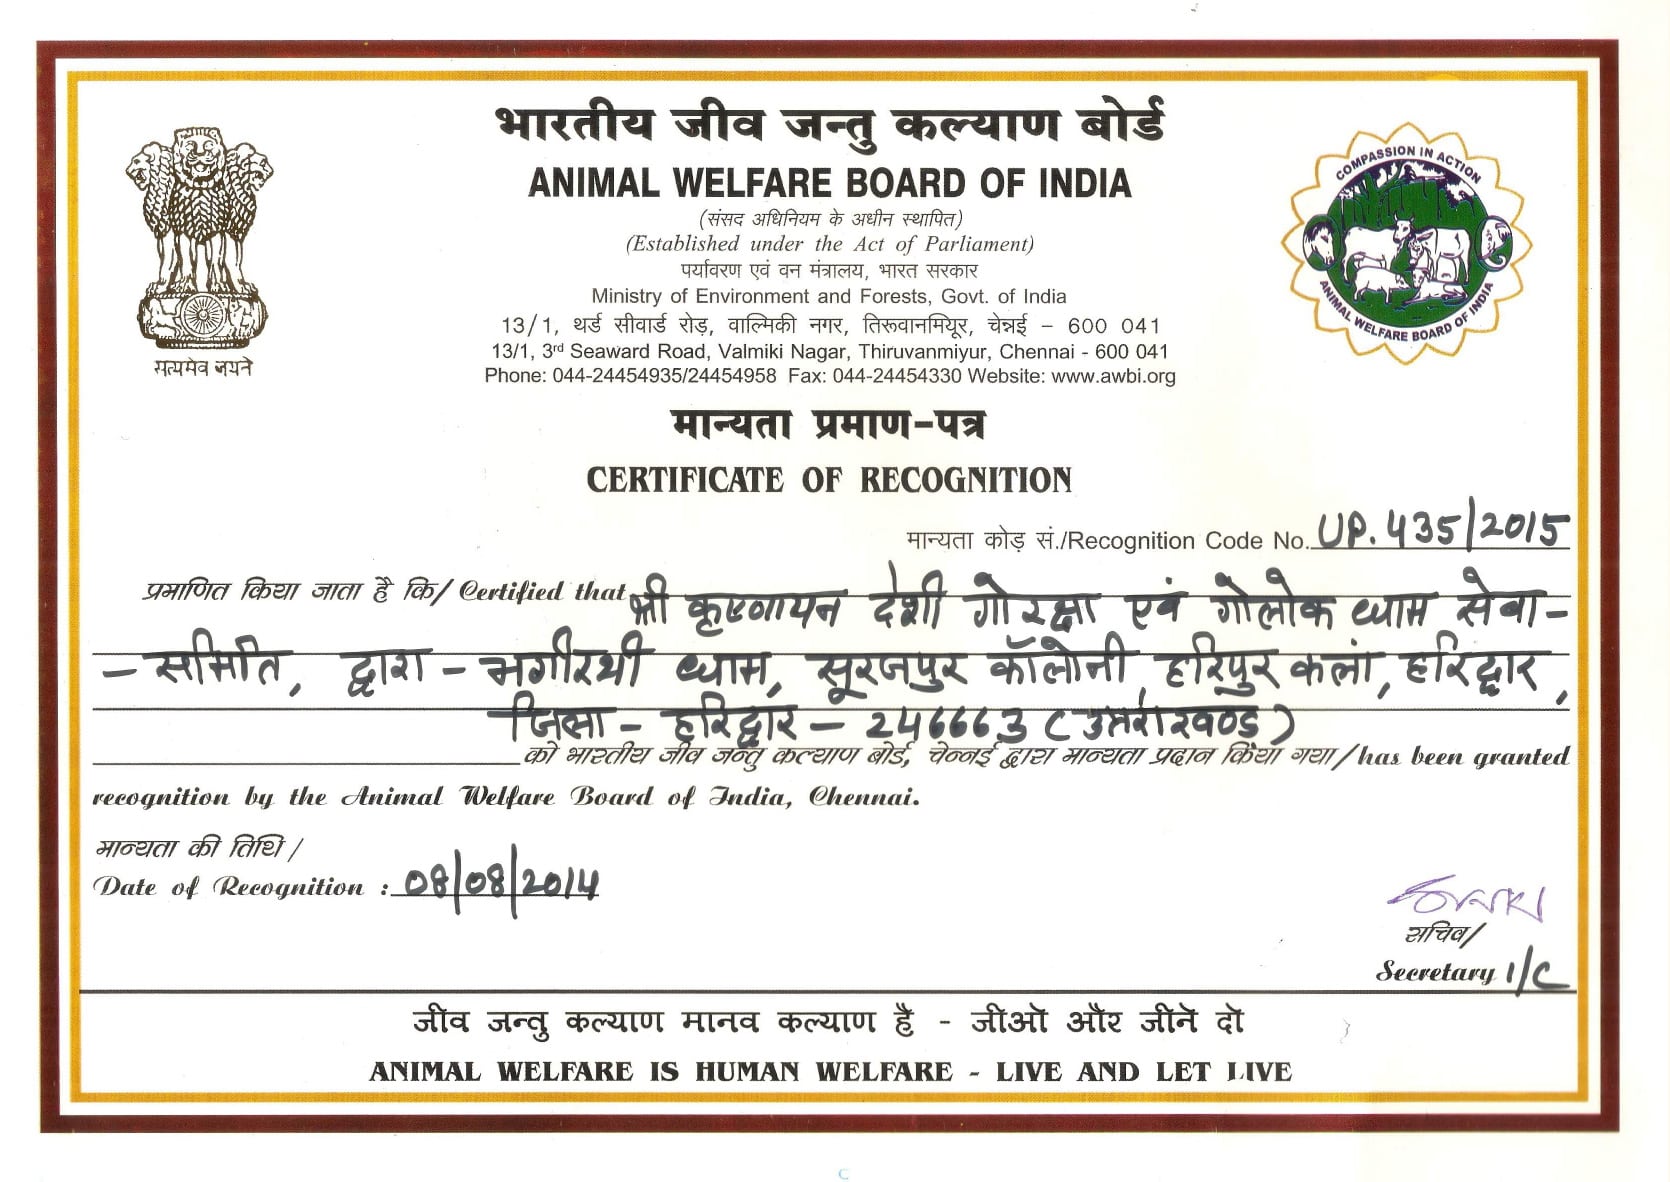 भारतीय जीव जन्तु कल्याण बोर्ड
ANIMAL WELFARE BOARD OF INDIA
(संसद अधिनियम के अधीन स्थापित)
(Established under the Act of Parliament)
पर्यावरण एवं वन मंत्रालय, भारत सरकार
Ministry of Environment and Forests, Govt. of India
13/1, थर्ड सीवार्ड रोड़, वाल्मिकी नगर, तिरूवानमियूर, चेन्नई – 600 041
13/1, 3rd Seaward Road, Valmiki Nagar, Thiruvanmiyur, Chennai - 600 041
Phone: 044-24454935/24454958 Fax: 044-24454330 Website: www.awbi.org
सत्यमेव जयते
COMPASSION IN ACTION
ANIMAL WELFARE BOARD OF INDIA
मान्यता प्रमाण-पत्र
CERTIFICATE OF RECOGNITION
मान्यता कोड़ सं./Recognition Code No. UP. 435/2015
प्रमाणित किया जाता है कि/ Certified that श्री कृष्णायन देशी गोरक्षा एवं गोलोक धाम सेवा-
- समिति, द्वारा - भगीरथी धाम, सूरजपुर कॉलोनी, हरिपुर कलां, हरिद्वार,
जिला - हरिद्वार - 246663 (उत्तराखण्ड)
को भारतीय जीव जन्तु कल्याण बोर्ड, चेन्नई द्वारा मान्यता प्रदान किया गया/has been granted
recognition by the Animal Welfare Board of India, Chennai.
मान्यता की तिथि /
Date of Recognition : 08/08/2014
सचिव/
Secretary I/C
जीव जन्तु कल्याण मानव कल्याण है - जीओ और जीने दो
ANIMAL WELFARE IS HUMAN WELFARE - LIVE AND LET LIVE